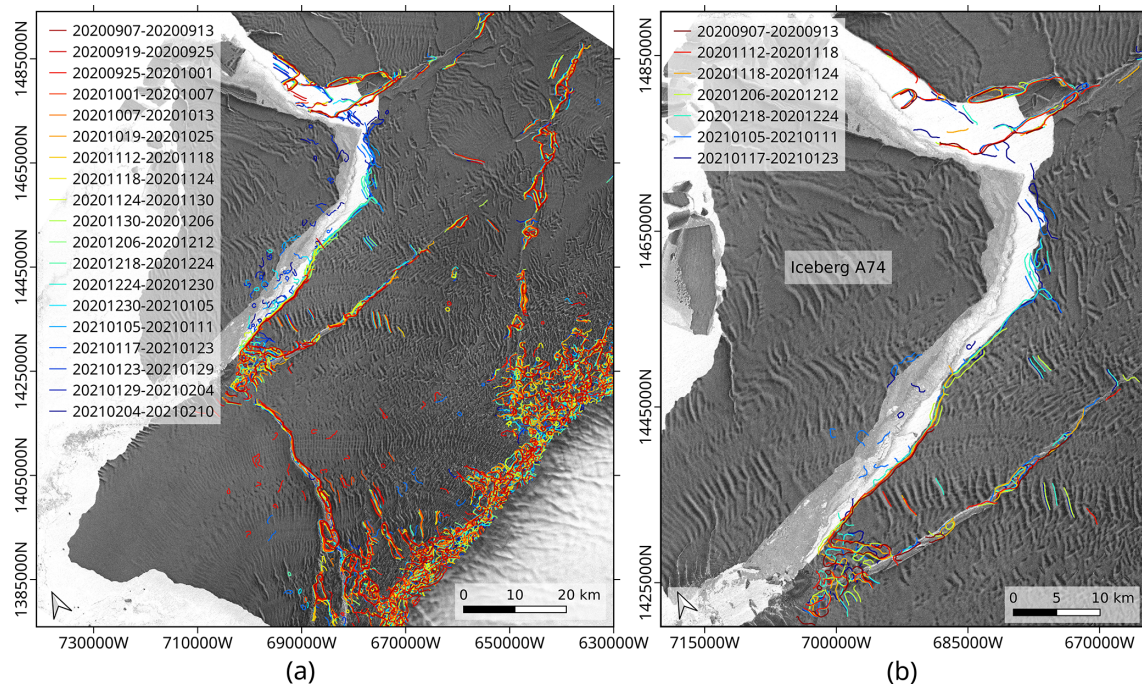 20200907-20200913
20200919-20200925
20200925-20201001
20201001-20201007
20201007-20201013
20201019-20201025
20201112-20201118
20201118-20201124
20201124-20201130
20201130-20201206
20201206-20201212
20201218-20201224
20201224-20201230
20201230-20210105
20210105-20210111
20210117-20210123
20210123-20210129
20210129-20210204
20210204-20210210
1485000N
1465000N
1445000N
1425000N
1405000N
1385000N
0 10 20 km
730000W 710000W 690000W 670000W 650000W 630000W
(a)
20200907-20200913
20201112-20201118
20201118-20201124
20201206-20201212
20201218-20201224
20210105-20210111
20210117-20210123
1485000N
1465000N
1445000N
1425000N
Iceberg A74
0 5 10 km
715000W 700000W 685000W 670000W
(b)